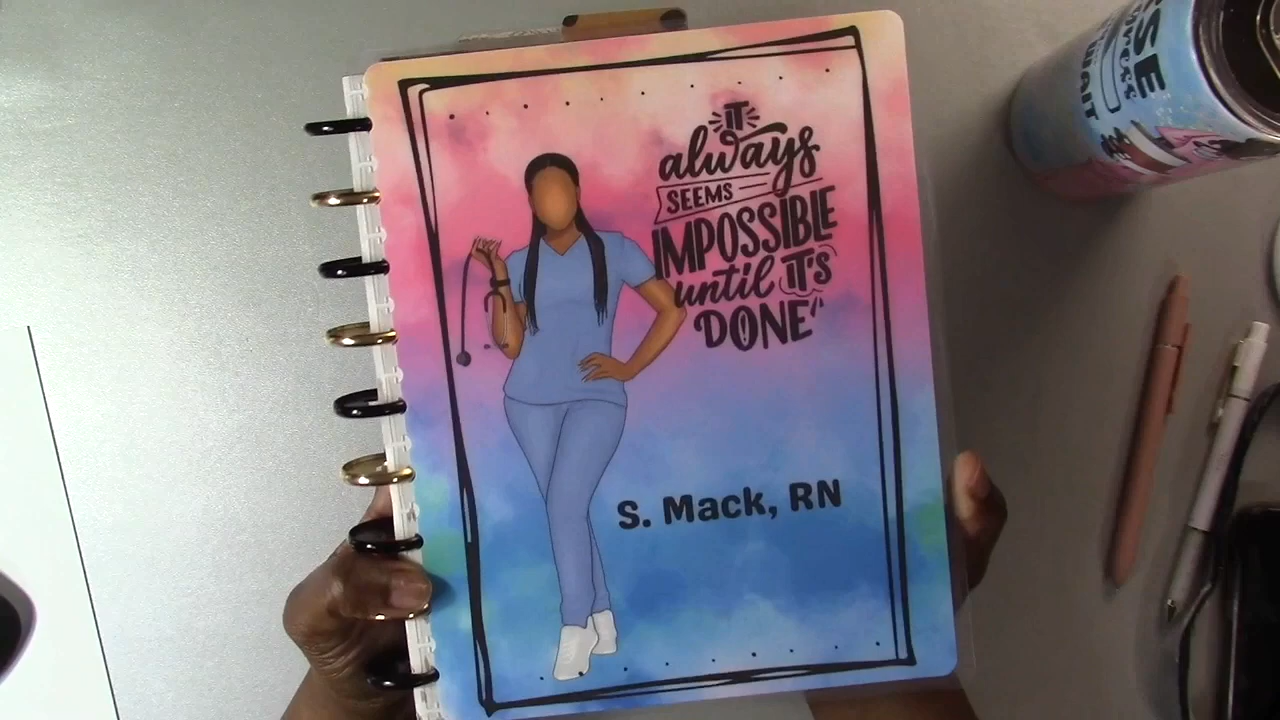 IT
always
SEEMS
IMPOSSIBLE
until IT'S
DONE"
S. Mack, RN